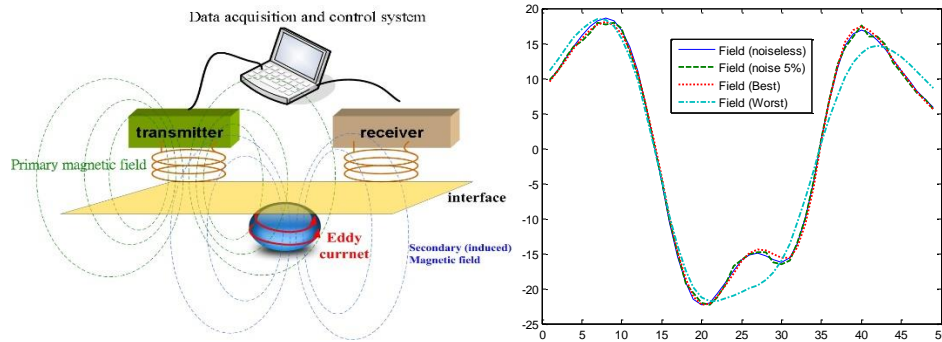 Data acquisition and control system
transmitter
receiver
Primary magnetic field
interface
Eddy
currnet
Secondary (induced)
Magnetic field
20
15
10
5
0
-5
-10
-15
-20
-25
Field (noiseless)
Field (noise 5%)
Field (Best)
Field (Worst)
0 5 10 15 20 25 30 35 40 45 50